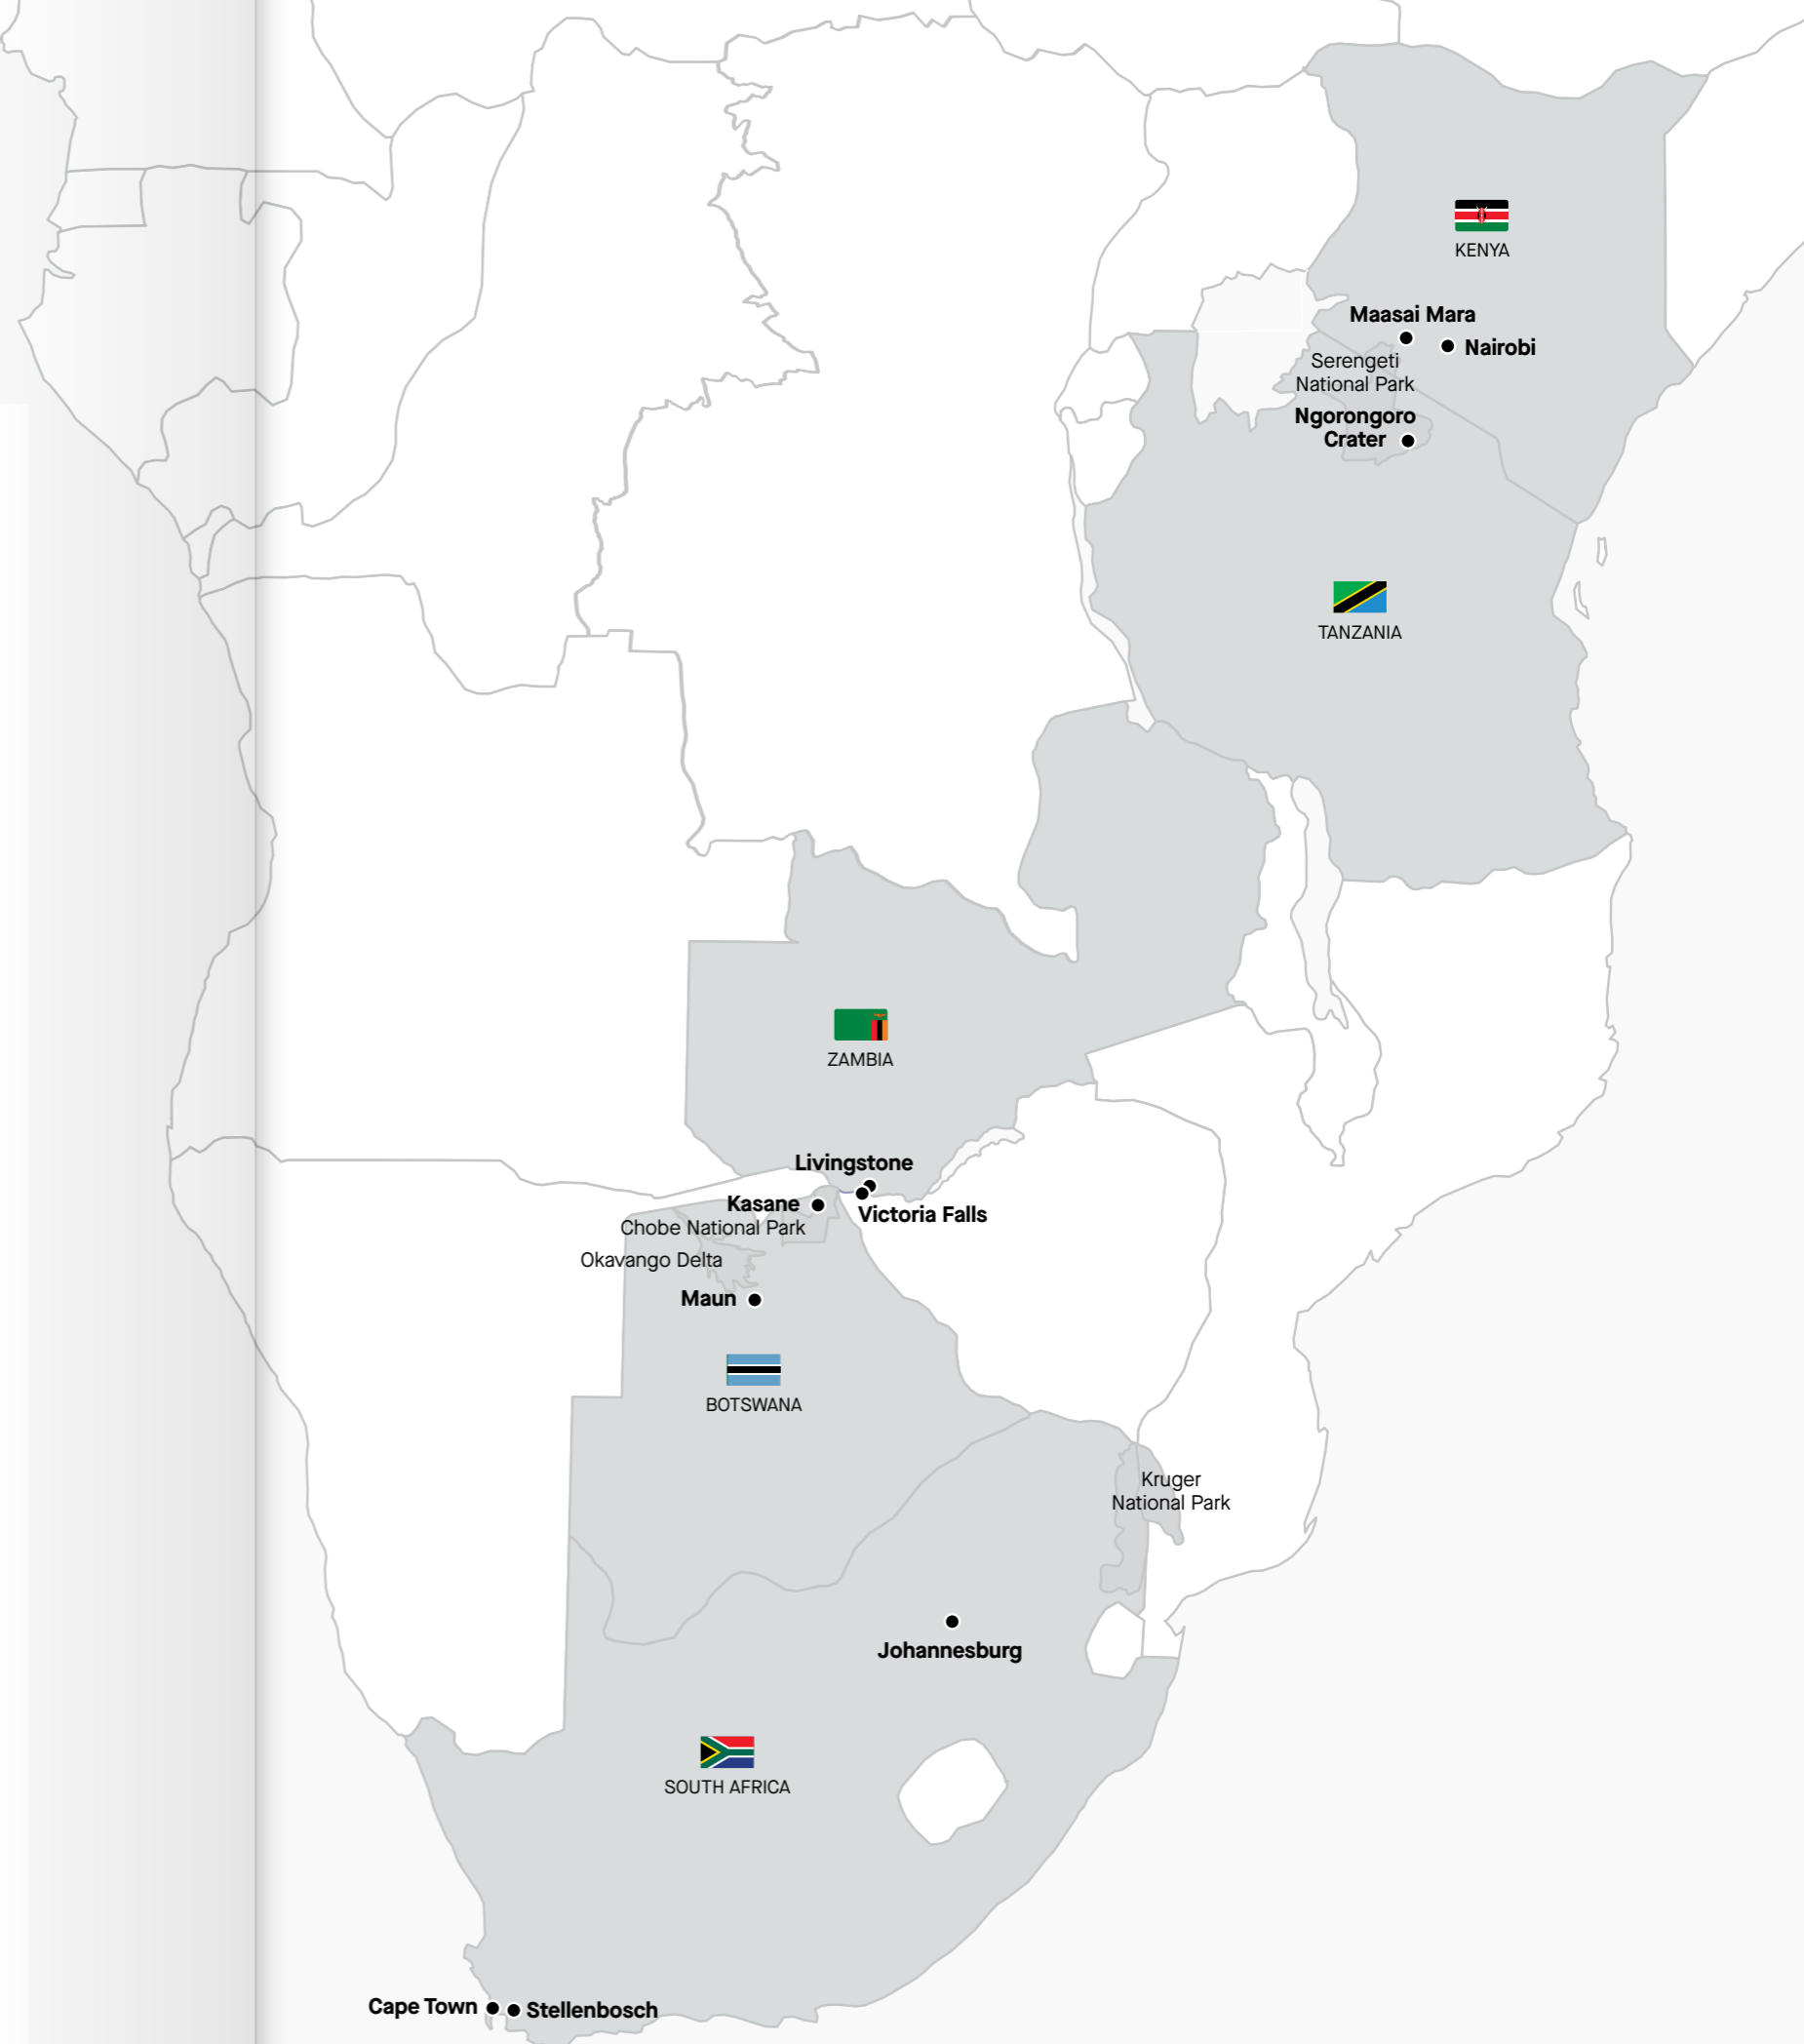 KENYA
Maasai Mara
Nairobi
Serengeti
National Park
Ngorongoro
Crater
TANZANIA
ZAMBIA
Livingstone
Kasane
Victoria Falls
Chobe National Park
Okavango Delta
Maun
BOTSWANA
Kruger
National Park
Johannesburg
SOUTH AFRICA
Cape Town
Stellenbosch